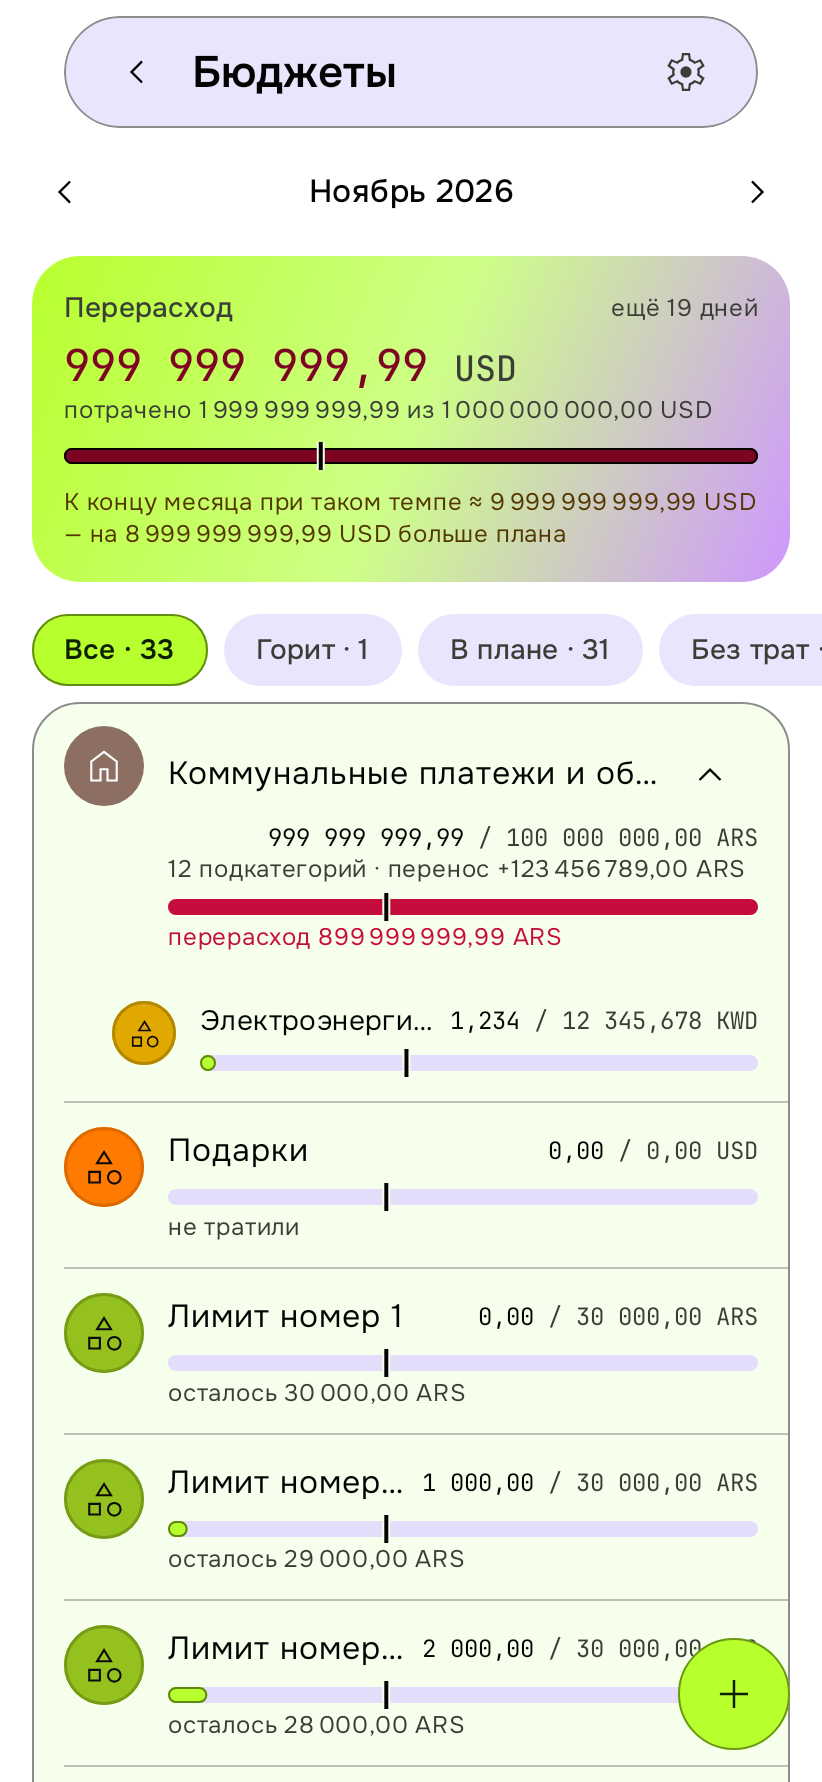 Бюджеты
Ноябрь 2026
Перерасход
ещё 19 дней
999 999 999,99 USD
потрачено 1 999 999 999,99 из 1 000 000 000,00 USD
К концу месяца при таком темпе ≈ 9 999 999 999,99 USD
— на 8 999 999 999,99 USD больше плана
Все · 33
Горит · 1
В плане · 31
Без трат ·
Коммунальные платежи и об...
999 999 999,99 / 100 000 000,00 ARS
12 подкатегорий · перенос +123 456 789,00 ARS
перерасход 899 999 999,99 ARS
Электроэнерги... 1,234 / 12 345,678 KWD
Подарки 0,00 / 0,00 USD
не тратили
Лимит номер 1 0,00 / 30 000,00 ARS
осталось 30 000,00 ARS
Лимит номер... 1 000,00 / 30 000,00 ARS
осталось 29 000,00 ARS
Лимит номер... 2 000,00 / 30 000,00
осталось 28 000,00 ARS